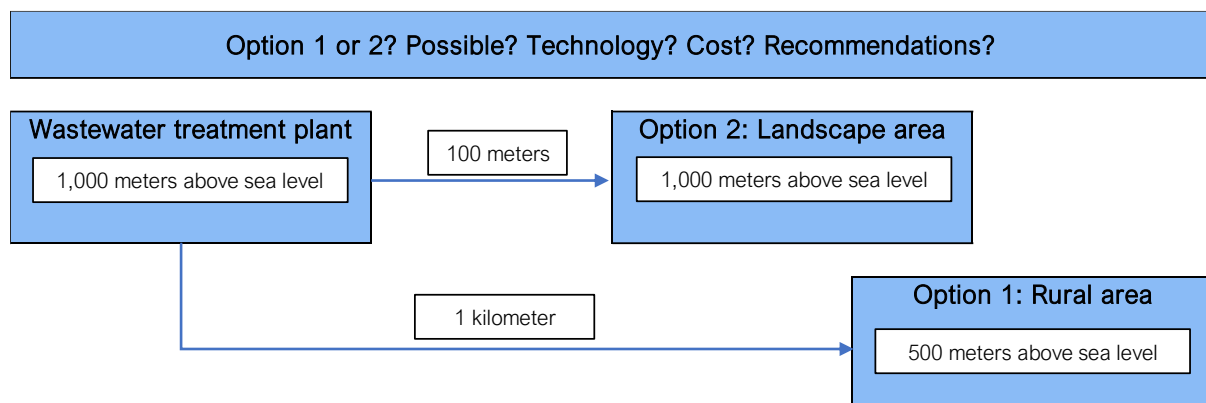 Option 1 or 2? Possible? Technology? Cost? Recommendations?
Wastewater treatment plant
1,000 meters above sea level
100 meters
Option 2: Landscape area
1,000 meters above sea level
1 kilometer
Option 1: Rural area
500 meters above sea level